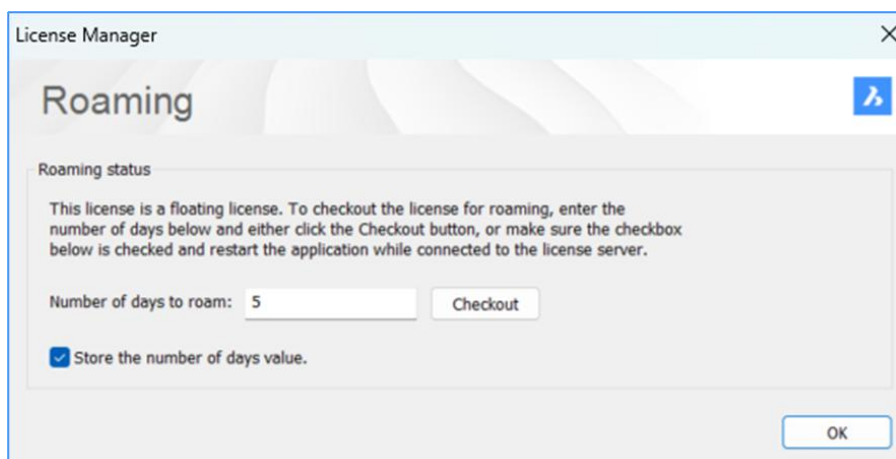 License Manager
Roaming
Roaming status
This license is a floating license. To checkout the license for roaming, enter the
number of days below and either click the Checkout button, or make sure the checkbox
below is checked and restart the application while connected to the license server.
Number of days to roam: 5 Checkout
Store the number of days value.
OK